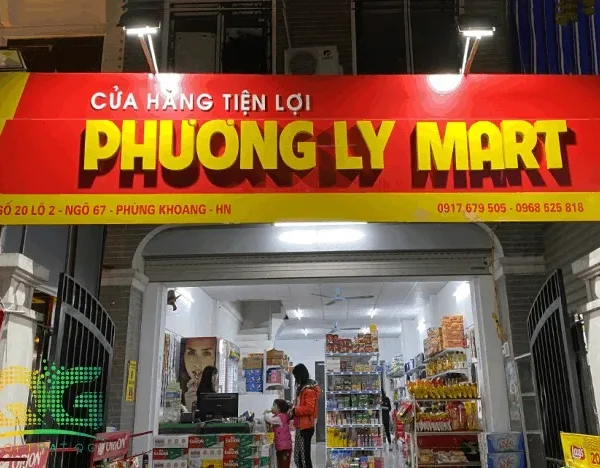 CỬA HÀNG TIỆN LỢI
PHƯƠNG LY MART
SỐ 20 LÔ 2 - NGÕ 67 - PHÙNG KHOANG - HN
0917 679 505 - 0968 625 818
Lay's